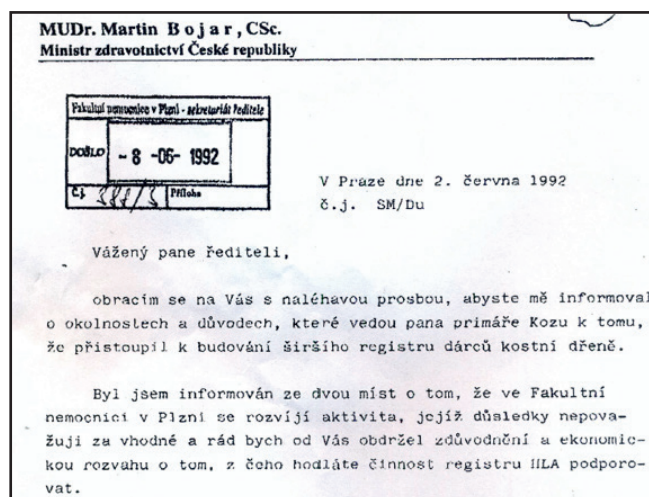 MUDr. Martin B o j a r , CSc.
Ministr zdravotnictví České republiky
Fakultní nemocnice v Plzni - sekretariát ředitele
DOŠLO
- 8 -06- 1992
Č.j.
Příloha
V Praze dne 2. června 1992
č.j. SM/Du
Vážený pane řediteli,
obracím se na Vás s naléhavou prosbou, abyste mě informoval
o okolnostech a důvodech, které vedou pana primáře Kozu k tomu,
že přistoupil k budování širšího registru dárců kostní dřeně.
Byl jsem informován ze dvou míst o tom, že ve Fakultní
nemocnici v Plzni se rozvíjí aktivita, jejíž důsledky nepova-
žuji za vhodné a rád bych od Vás obdržel zdůvodnění a ekonomic-
kou rozvahu o tom, z čeho hodláte činnost registru HLA podporo-
vat.